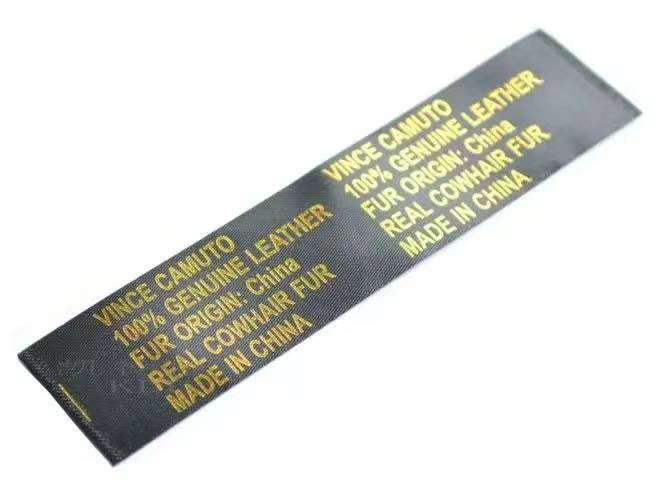 VINCE CAMUTO
100% GENUINE LEATHER
FUR ORIGIN: China
REAL COWHAIR FUR
MADE IN CHINA
VINCE CAMUTO
100% GENUINE LEATHER
FUR ORIGIN: China
REAL COWHAIR FUR
MADE IN CHINA